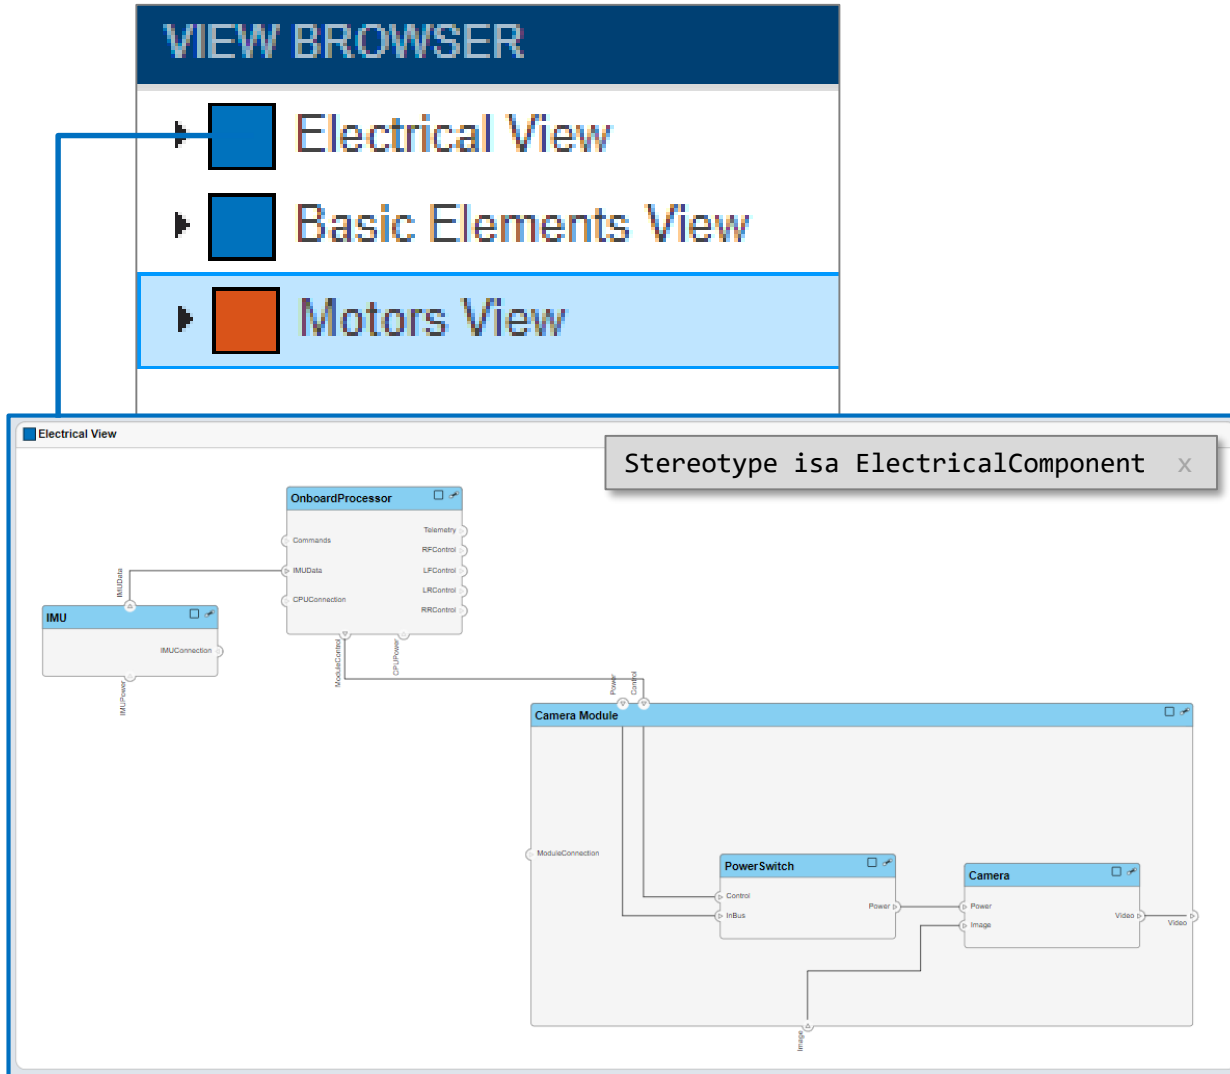 VIEW BROWSER
Electrical View
Basic Elements View
Motors View
Electrical View
Stereotype isa ElectricalComponent x
OnboardProcessor
Commands
IMUData
CPUConnection
Telemetry
RFControl
LFControl
LRControl
RRControl
ModuleControl
CPUPower
IMUData
IMU
IMUConnection
IMUPower
Power
Control
Camera Module
ModuleConnection
PowerSwitch
Control
InBus
Power
Camera
Power
Image
Video
Video
Image